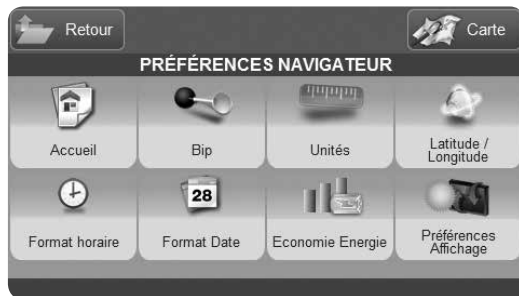 Retour
Carte
PRÉFÉRENCES NAVIGATEUR
Accueil
Bip
Unités
Latitude /
Longitude
28
Format horaire
Format Date
Economie Energie
Préférences
Affichage